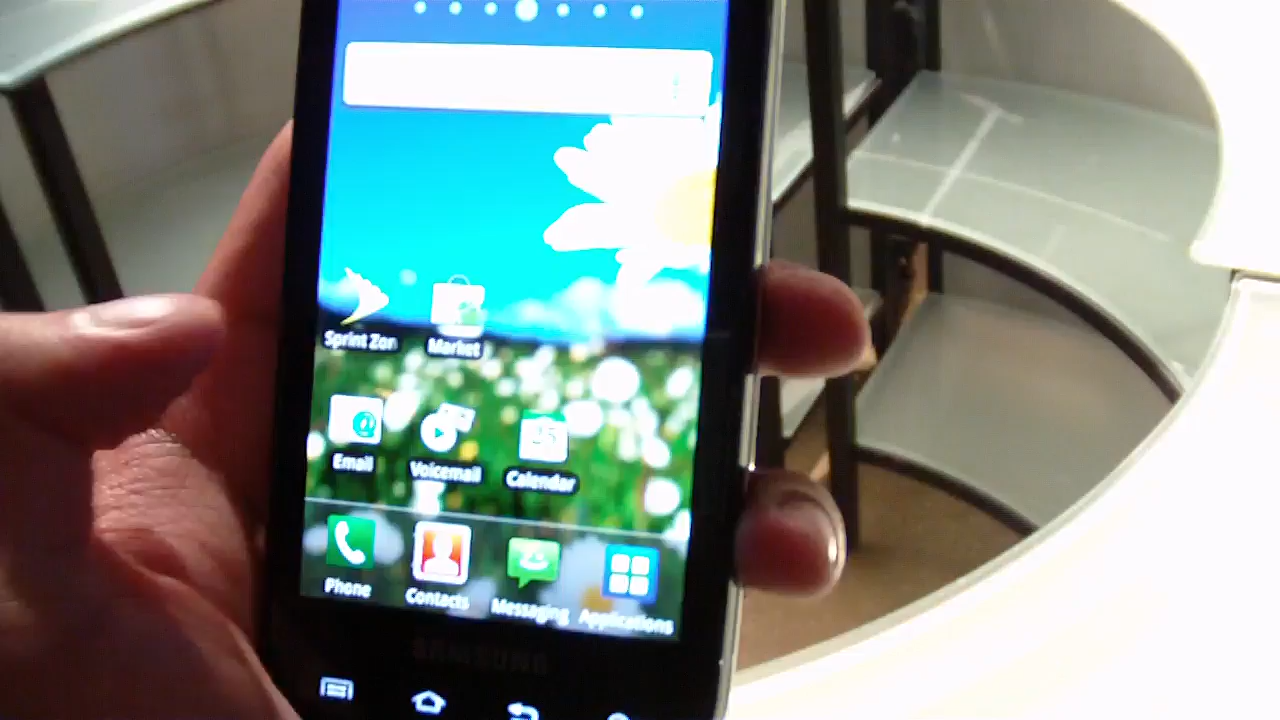 Sprint Zon
Market
Email
Voicemail
Calendar
Phone
Contacts
Messaging
Applications
SAMSUNG